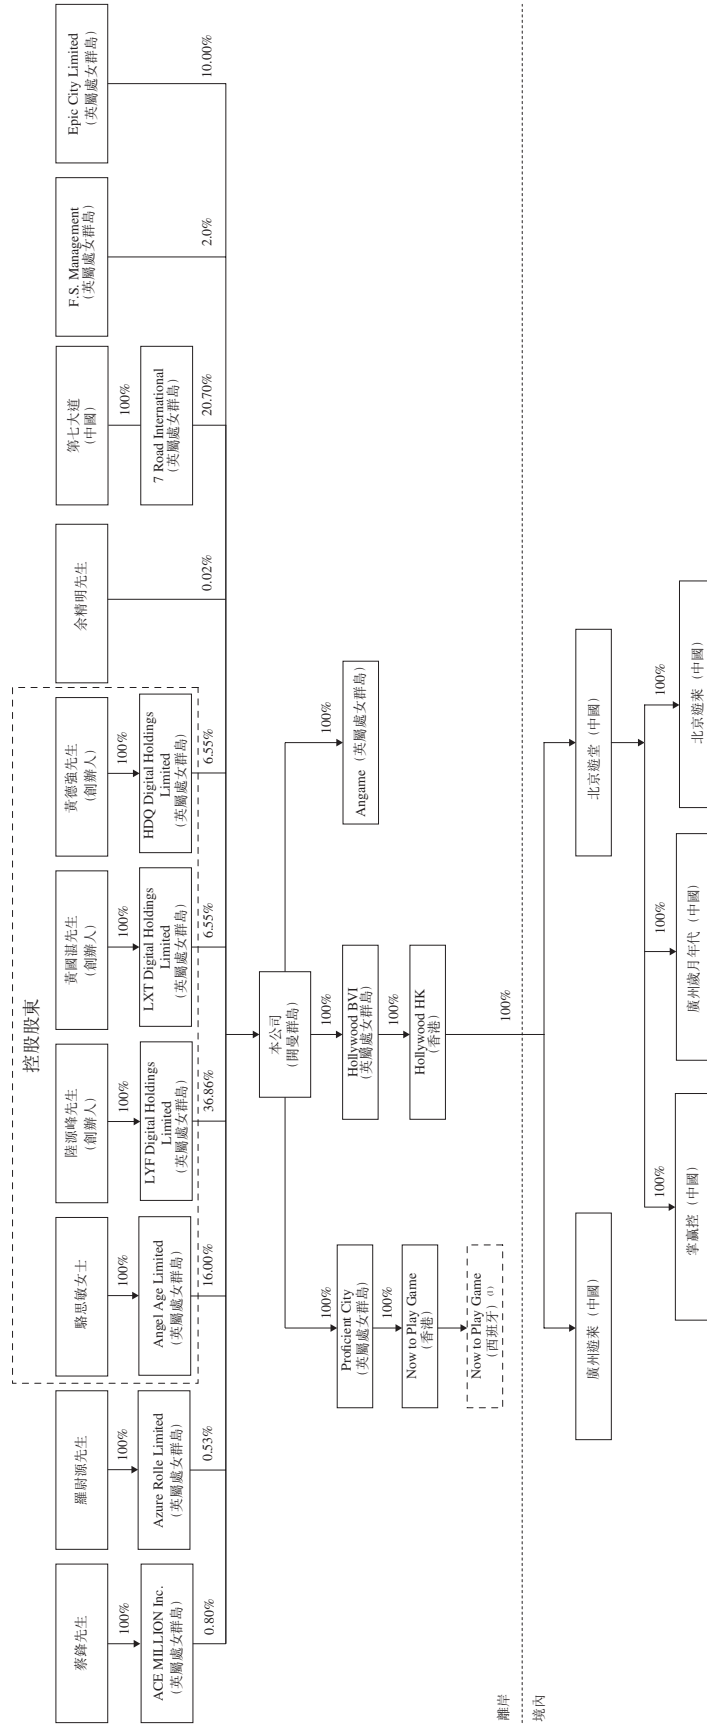 控股股東
蔡鋒先生
羅尉源先生
駱思敏女士
陸源峰先生
（創辦人）
黃國湛先生
（創辦人）
黃德強先生
（創辦人）
余精明先生
第七大道
（中國）
F.S. Management
（英屬處女群島）
Epic City Limited
（英屬處女群島）
100%
100%
100%
100%
100%
100%
100%
ACE MILLION Inc.
（英屬處女群島）
Azure Rolle Limited
（英屬處女群島）
Angel Age Limited
（英屬處女群島）
LYF Digital Holdings
Limited
（英屬處女群島）
LXT Digital Holdings
Limited
（英屬處女群島）
HDQ Digital Holdings
Limited
（英屬處女群島）
7 Road International
（英屬處女群島）
0.80%
0.53%
16.00%
36.86%
6.55%
6.55%
0.02%
20.70%
2.0%
10.00%
本公司
（開曼群島）
100%
100%
100%
Proficient City
（英屬處女群島）
Hollywood BVI
（英屬處女群島）
Angame（英屬處女群島）
100%
100%
Now to Play Game
（香港）
Hollywood HK
（香港）
Now to Play Game
（西班牙）(1)
100%
離岸
境內
廣州遊萊（中國）
北京遊堂（中國）
100%
100%
100%
掌贏控（中國）
廣州歲月年代（中國）
北京遊萊（中國）